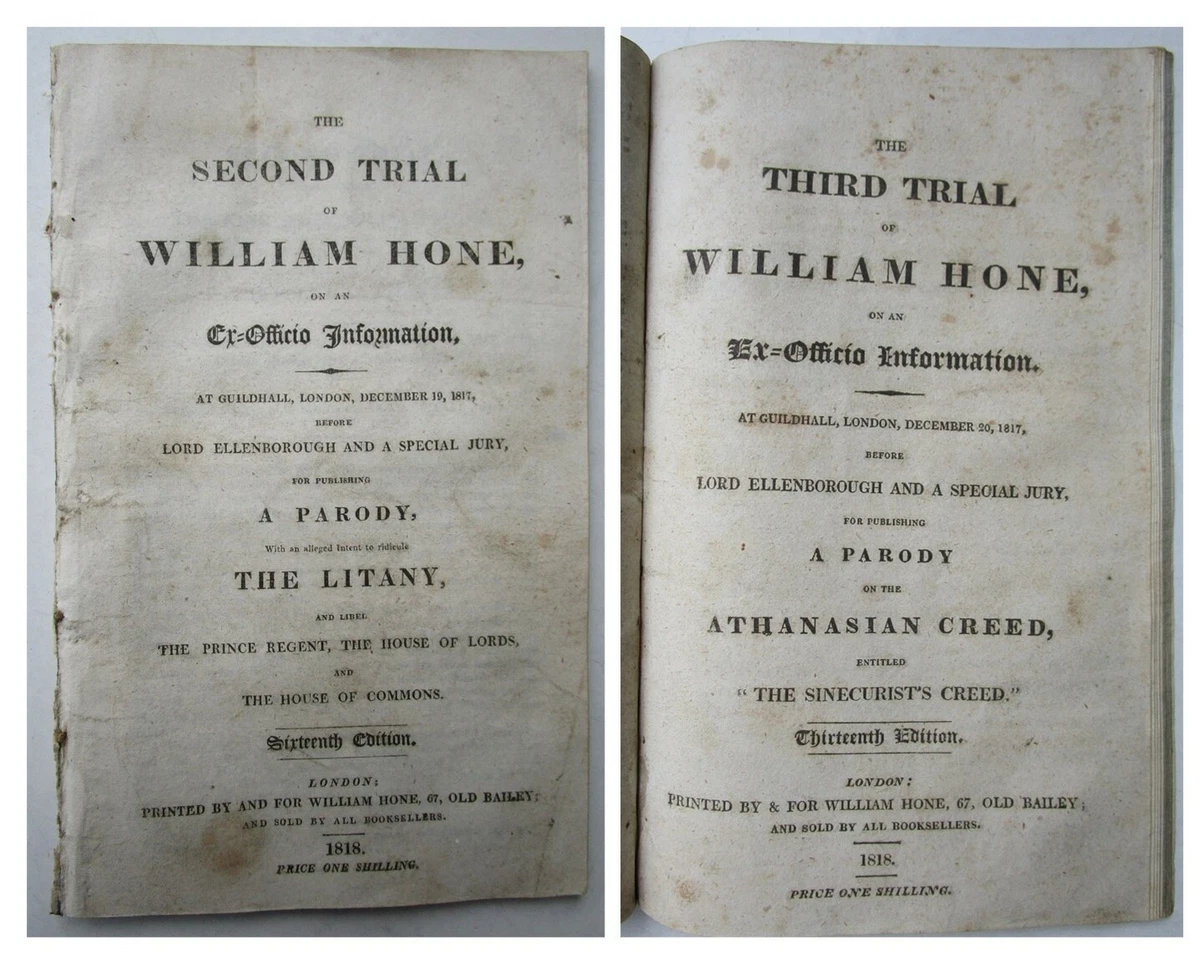 THE
SECOND TRIAL
OF
WILLIAM HONE,
ON AN
Ex-Officio Information,
AT GUILDHALL, LONDON, DECEMBER 19, 1817,
BEFORE
LORD ELLENBOROUGH AND A SPECIAL JURY,
FOR PUBLISHING
A PARODY,
With an alleged Intent to ridicule
THE LITANY,
AND LIBEL
THE PRINCE REGENT, THE HOUSE OF LORDS,
AND
THE HOUSE OF COMMONS.
Sixteenth Edition.
LONDON:
PRINTED BY AND FOR WILLIAM HONE, 67, OLD BAILEY;
AND SOLD BY ALL BOOKSELLERS.
1818.
PRICE ONE SHILLING.
THE
THIRD TRIAL
OF
WILLIAM HONE,
ON AN
Ex-Officio Information.
AT GUILDHALL, LONDON, DECEMBER 20, 1817,
BEFORE
LORD ELLENBOROUGH AND A SPECIAL JURY,
FOR PUBLISHING
A PARODY
ON THE
ATHANASIAN CREED,
ENTITLED
"THE SINECURIST'S CREED."
Thirteenth Edition.
LONDON:
PRINTED BY & FOR WILLIAM HONE, 67, OLD BAILEY;
AND SOLD BY ALL BOOKSELLERS.
1818.
PRICE ONE SHILLING.